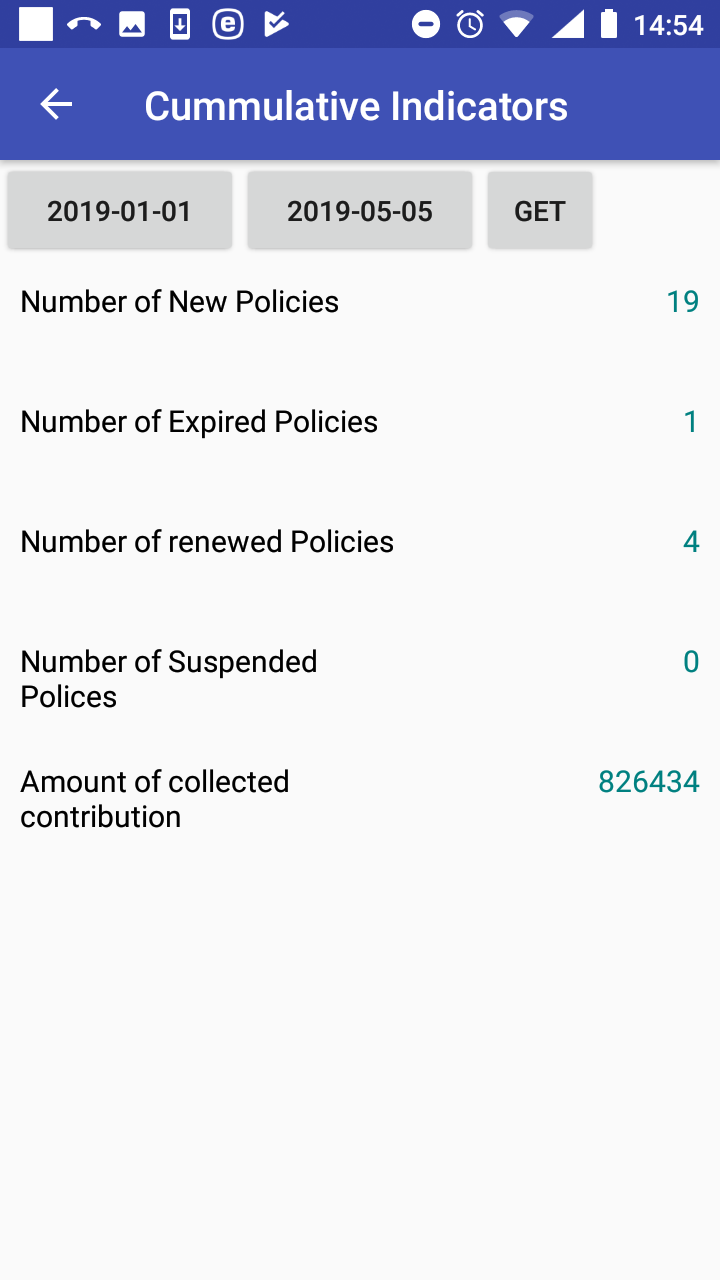 14:54
Cummulative Indicators
2019-01-01 2019-05-05 GET
Number of New Policies 19
Number of Expired Policies 1
Number of renewed Policies 4
Number of Suspended 0
Polices
Amount of collected 826434
contribution